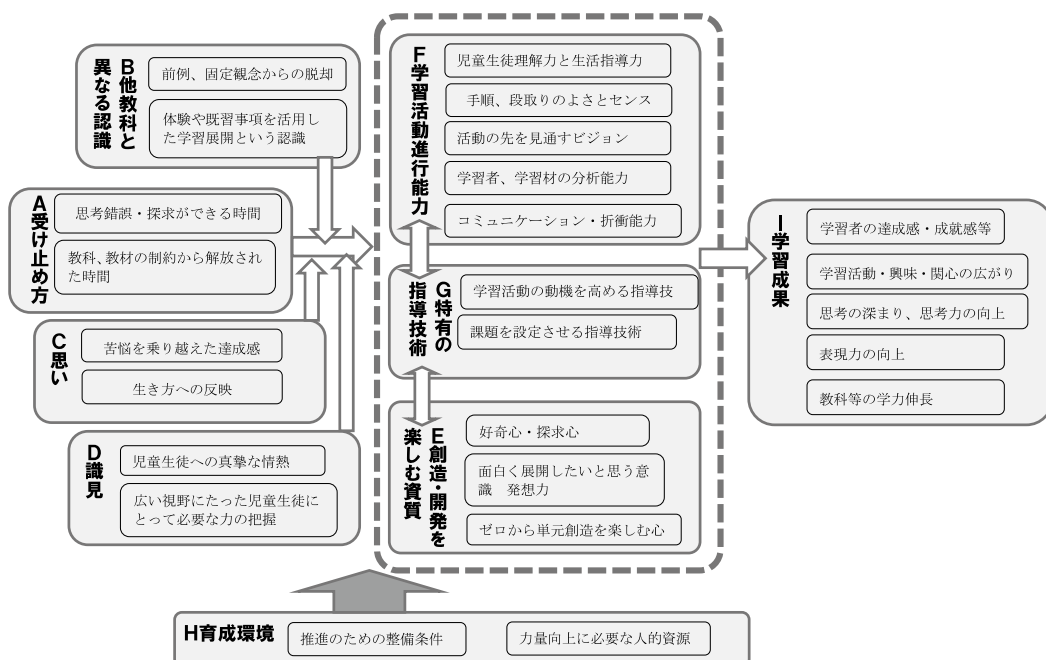 B他教科と
異なる認識
前例、固定観念からの脱却
体験や既習事項を活用し
た学習展開という認識
A受け止め方
思考錯誤・探求ができる時間
教科、教材の制約から解放され
た時間
C思い
苦悩を乗り越えた達成感
生き方への反映
D識見
児童生徒への真摯な情熱
広い視野にたった児童生徒に
とって必要な力の把握
F学習活動進行能力
児童生徒理解力と生活指導力
手順、段取りのよさとセンス
活動の先を見通すビジョン
学習者、学習材の分析能力
コミュニケーション・折衝能力
G特有の
指導技術
学習活動の動機を高める指導技
課題を設定させる指導技術
E創造・開発を
楽しむ資質
好奇心・探求心
面白く展開したいと思う意
識　発想力
ゼロから単元創造を楽しむ心
I学習成果
学習者の達成感・成就感等
学習活動・興味・関心の広がり
思考の深まり、思考力の向上
表現力の向上
教科等の学力伸長
H育成環境
推進のための整備条件
力量向上に必要な人的資源